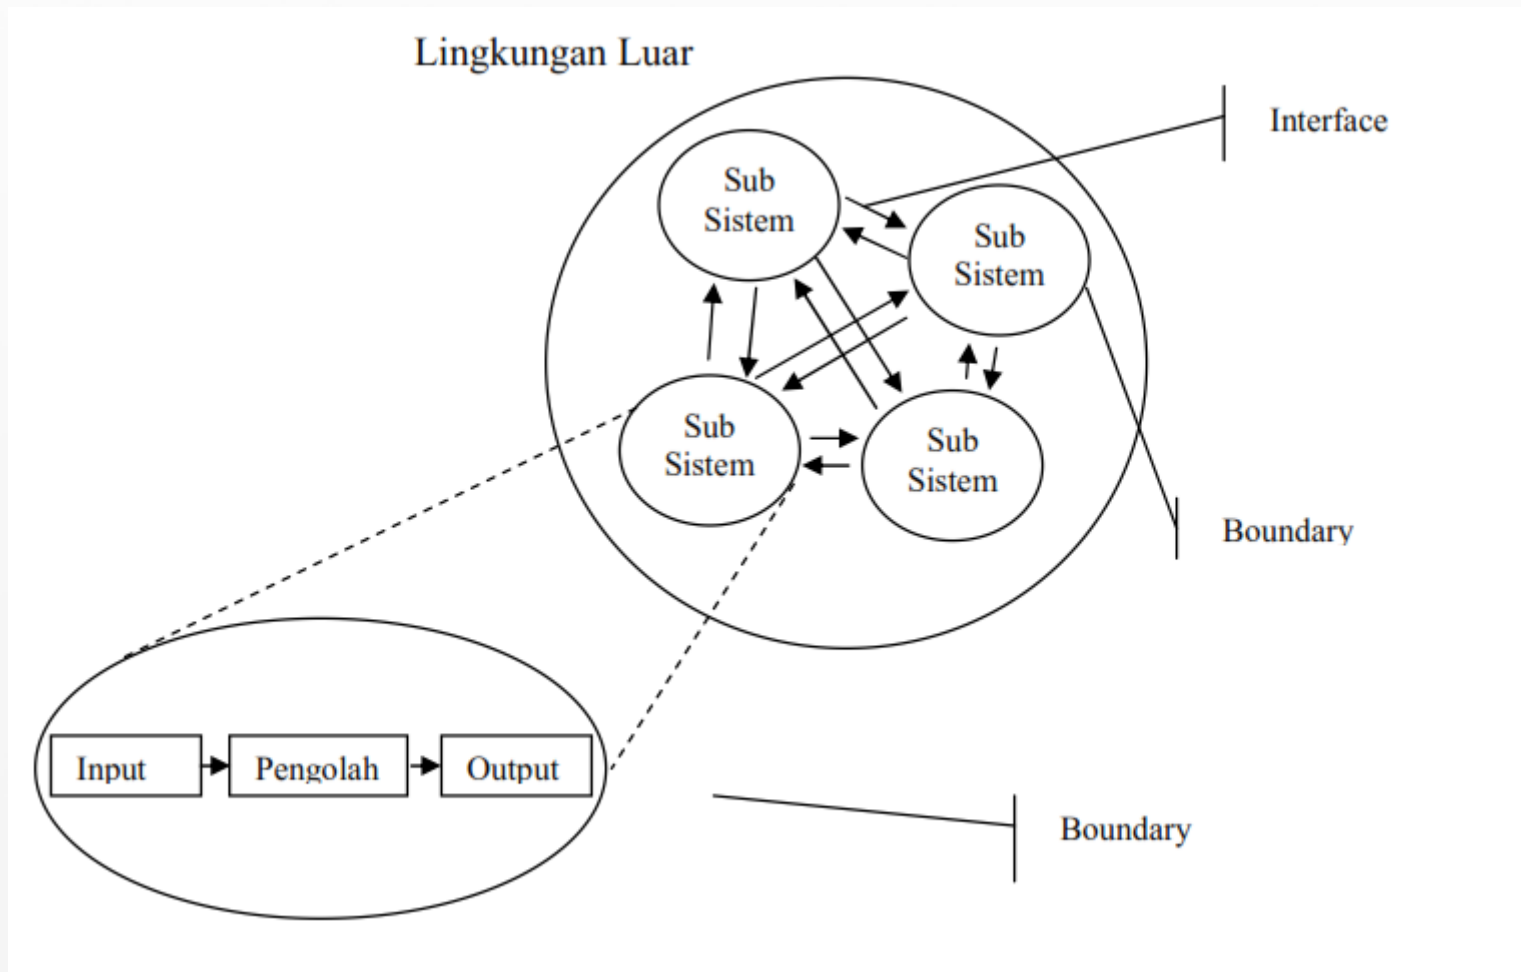 Lingkungan Luar
Interface
Sub
Sistem
Sub
Sistem
Sub
Sistem
Sub
Sistem
Boundary
Input
Pengolah
Output
Boundary